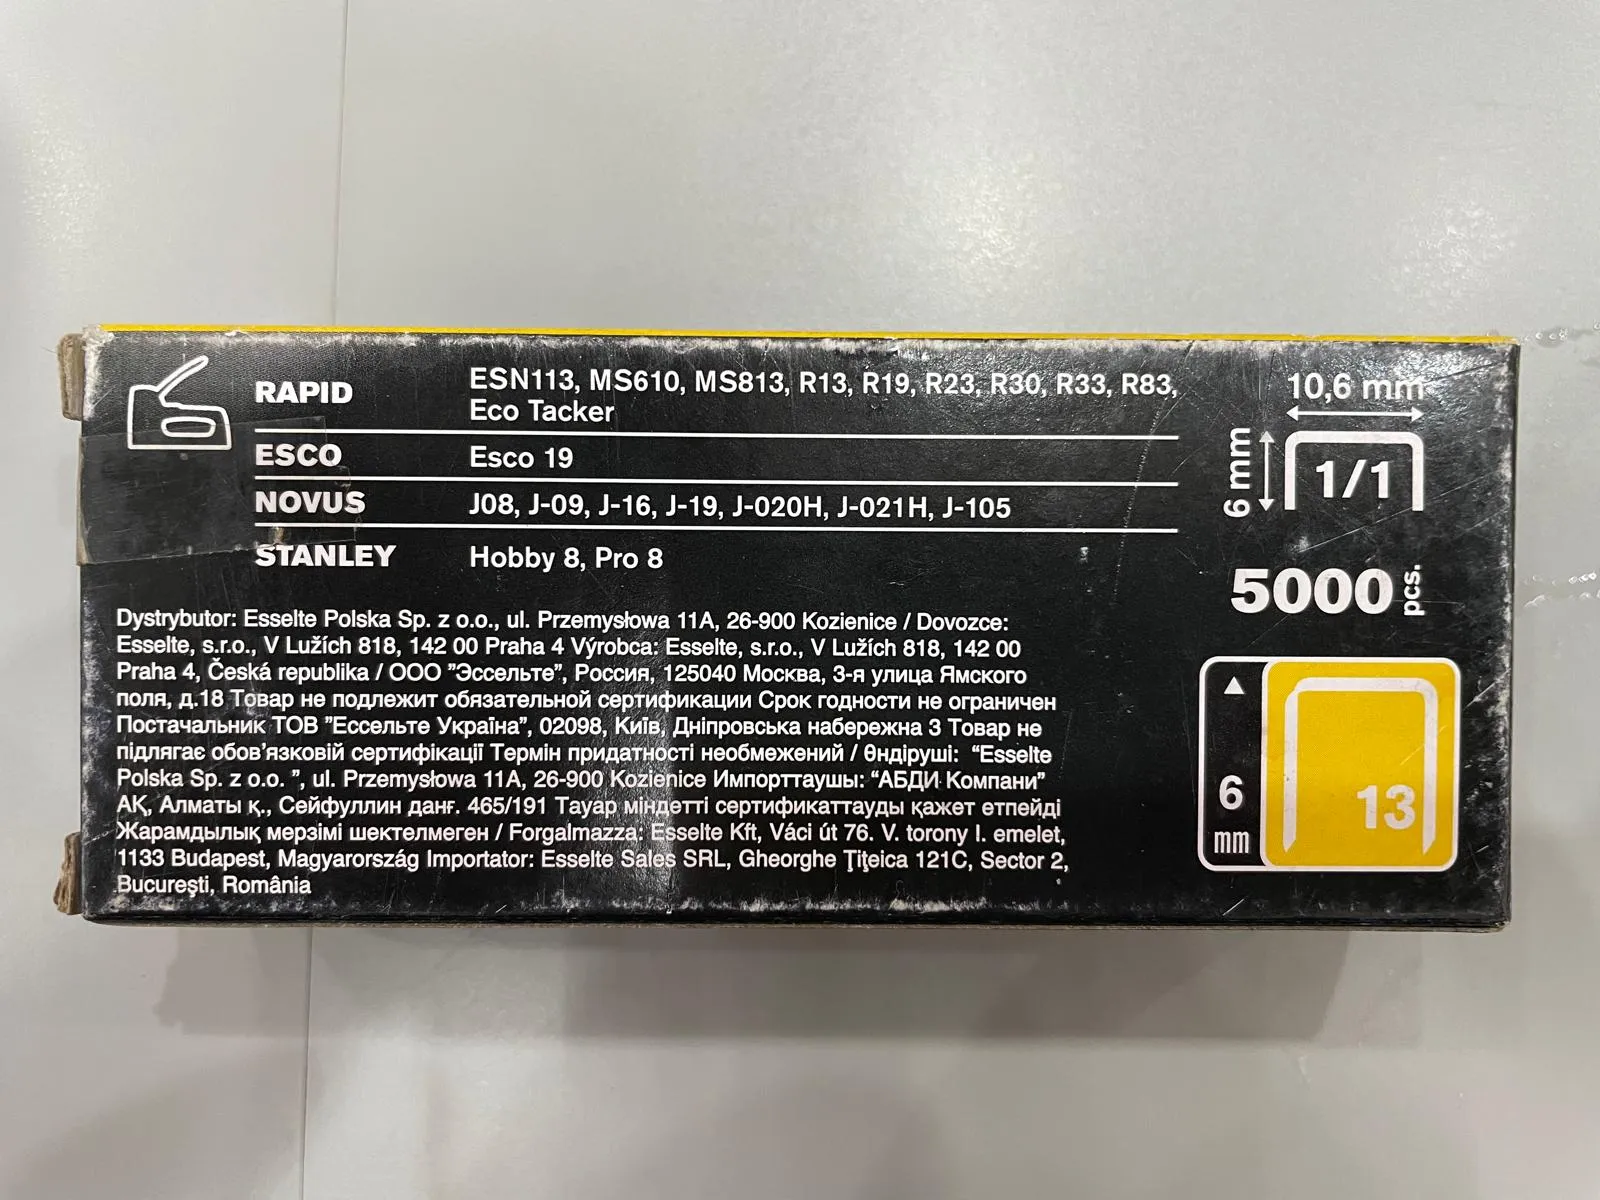 RAPID ESN113, MS610, MS813, R13, R19, R23, R30, R33, R83,
Eco Tacker
ESCO Esco 19
NOVUS J08, J-09, J-16, J-19, J-020H, J-021H, J-105
STANLEY Hobby 8, Pro 8
10,6 mm
6 mm
1/1
5000 pcs.
6
mm
13
Dystrybutor: Esselte Polska Sp. z o.o., ul. Przemysłowa 11A, 26-900 Kozienice / Dovozce:
Esselte, s.r.o., V Lužích 818, 142 00 Praha 4 Výrobca: Esselte, s.r.o., V Lužích 818, 142 00
Praha 4, Česká republika / ООО "Эссельте", Россия, 125040 Москва, 3-я улица Ямского
поля, д.18 Товар не подлежит обязательной сертификации Срок годности не ограничен
Постачальник ТОВ "Ессельте Україна", 02098, Київ, Дніпровська набережна 3 Товар не
підлягає обов'язковій сертифікації Термін придатності необмежений / Өндіруші: "Esselte
Polska Sp. z o.o. ", ul. Przemysłowa 11A, 26-900 Kozienice Импорттаушы: "АБДИ Компани"
АҚ, Алматы қ., Сейфуллин даңғ. 465/191 Тауар міндетті сертификаттауды қажет етпейді
Жарамдылық мерзімі шектелмеген / Forgalmazza: Esselte Kft, Váci út 76. V. torony I. emelet,
1133 Budapest, Magyarország Importator: Esselte Sales SRL, Gheorghe Ţiţeica 121C, Sector 2,
Bucureşti, România